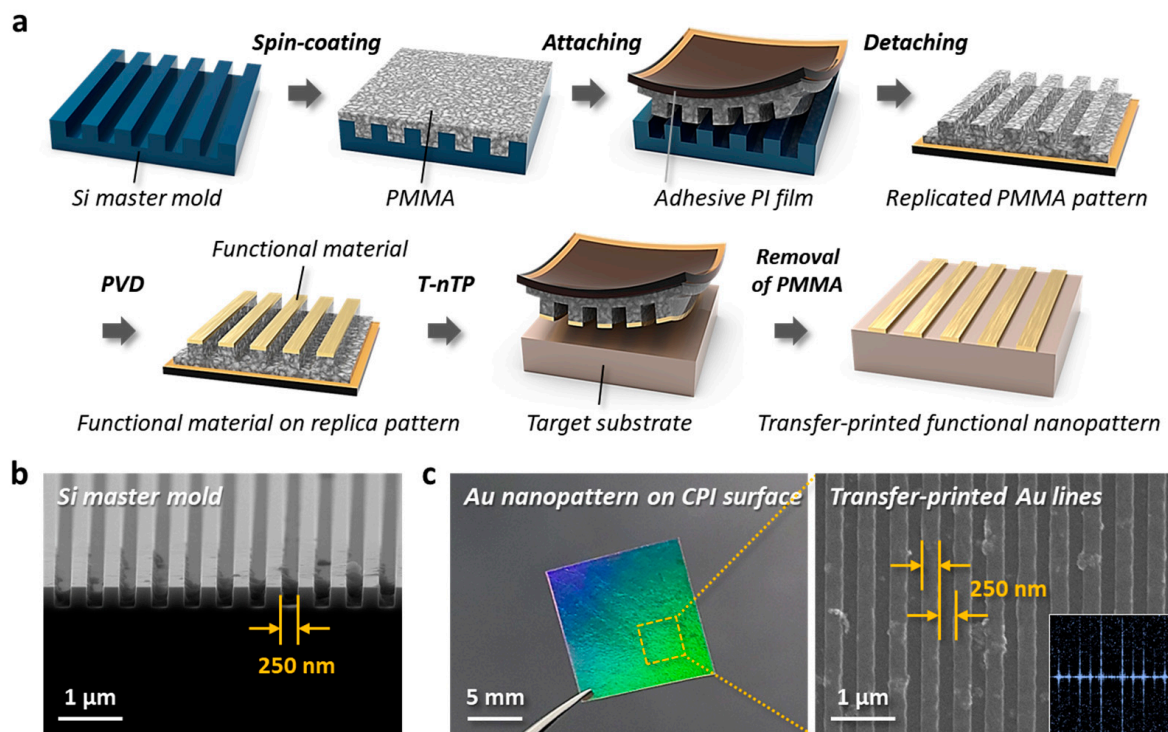 a
Spin-coating
Attaching
Detaching
Si master mold
PMMA
Adhesive PI film
Replicated PMMA pattern
Functional material
PVD
T-nTP
Removal
of PMMA
Functional material on replica pattern
Target substrate
Transfer-printed functional nanopattern
b
Si master mold
250 nm
1 μm
c
Au nanopattern on CPI surface
5 mm
Transfer-printed Au lines
250 nm
1 μm